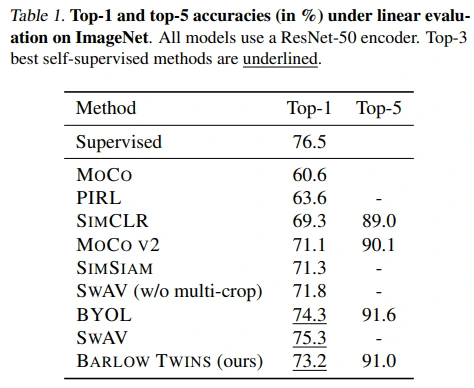 Table 1. Top-1 and top-5 accuracies (in %) under linear evalu-
ation on ImageNet. All models use a ResNet-50 encoder. Top-3
best self-supervised methods are underlined.
Method Top-1 Top-5
Supervised 76.5
MOCO 60.6
PIRL 63.6 -
SIMCLR 69.3 89.0
MOCO V2 71.1 90.1
SIMSIAM 71.3 -
SWAV (w/o multi-crop) 71.8 -
BYOL 74.3 91.6
SWAV 75.3 -
BARLOW TWINS (ours) 73.2 91.0